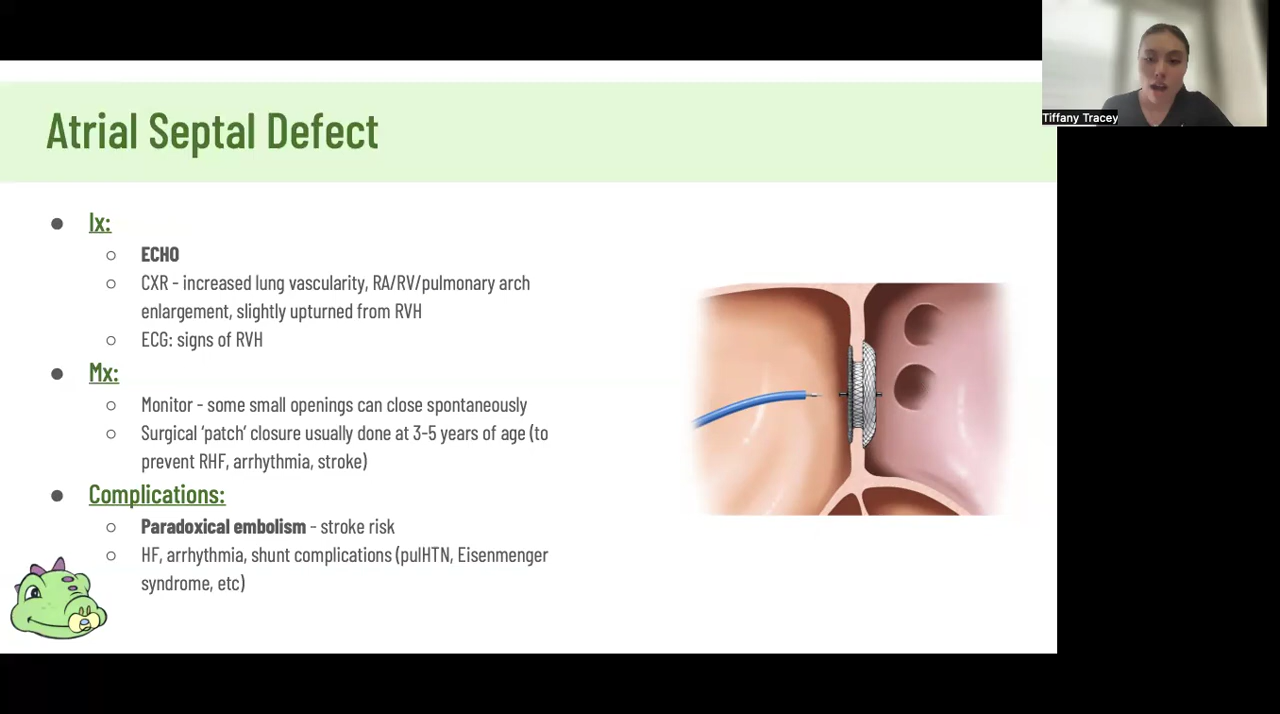 Tiffany Tracey
Atrial Septal Defect
● Ix:
○ ECHO
○ CXR - increased lung vascularity, RA/RV/pulmonary arch
enlargement, slightly upturned from RVH
○ ECG: signs of RVH
● Mx:
○ Monitor - some small openings can close spontaneously
○ Surgical ‘patch’ closure usually done at 3-5 years of age (to
prevent RHF, arrhythmia, stroke)
● Complications:
○ Paradoxical embolism - stroke risk
○ HF, arrhythmia, shunt complications (pulHTN, Eisenmenger
syndrome, etc)